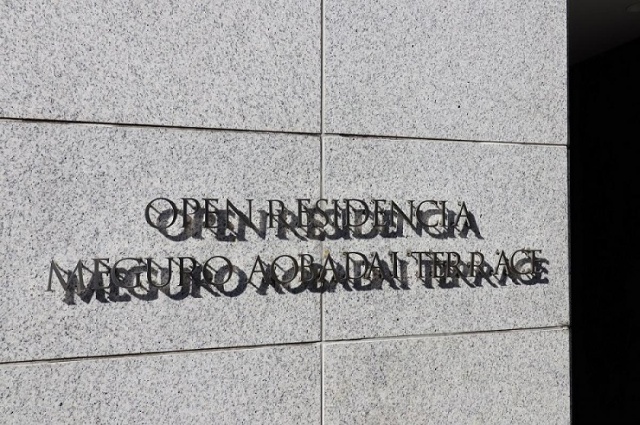 OPEN RESIDENCIA
MEGURO AOBADAI TERRACE